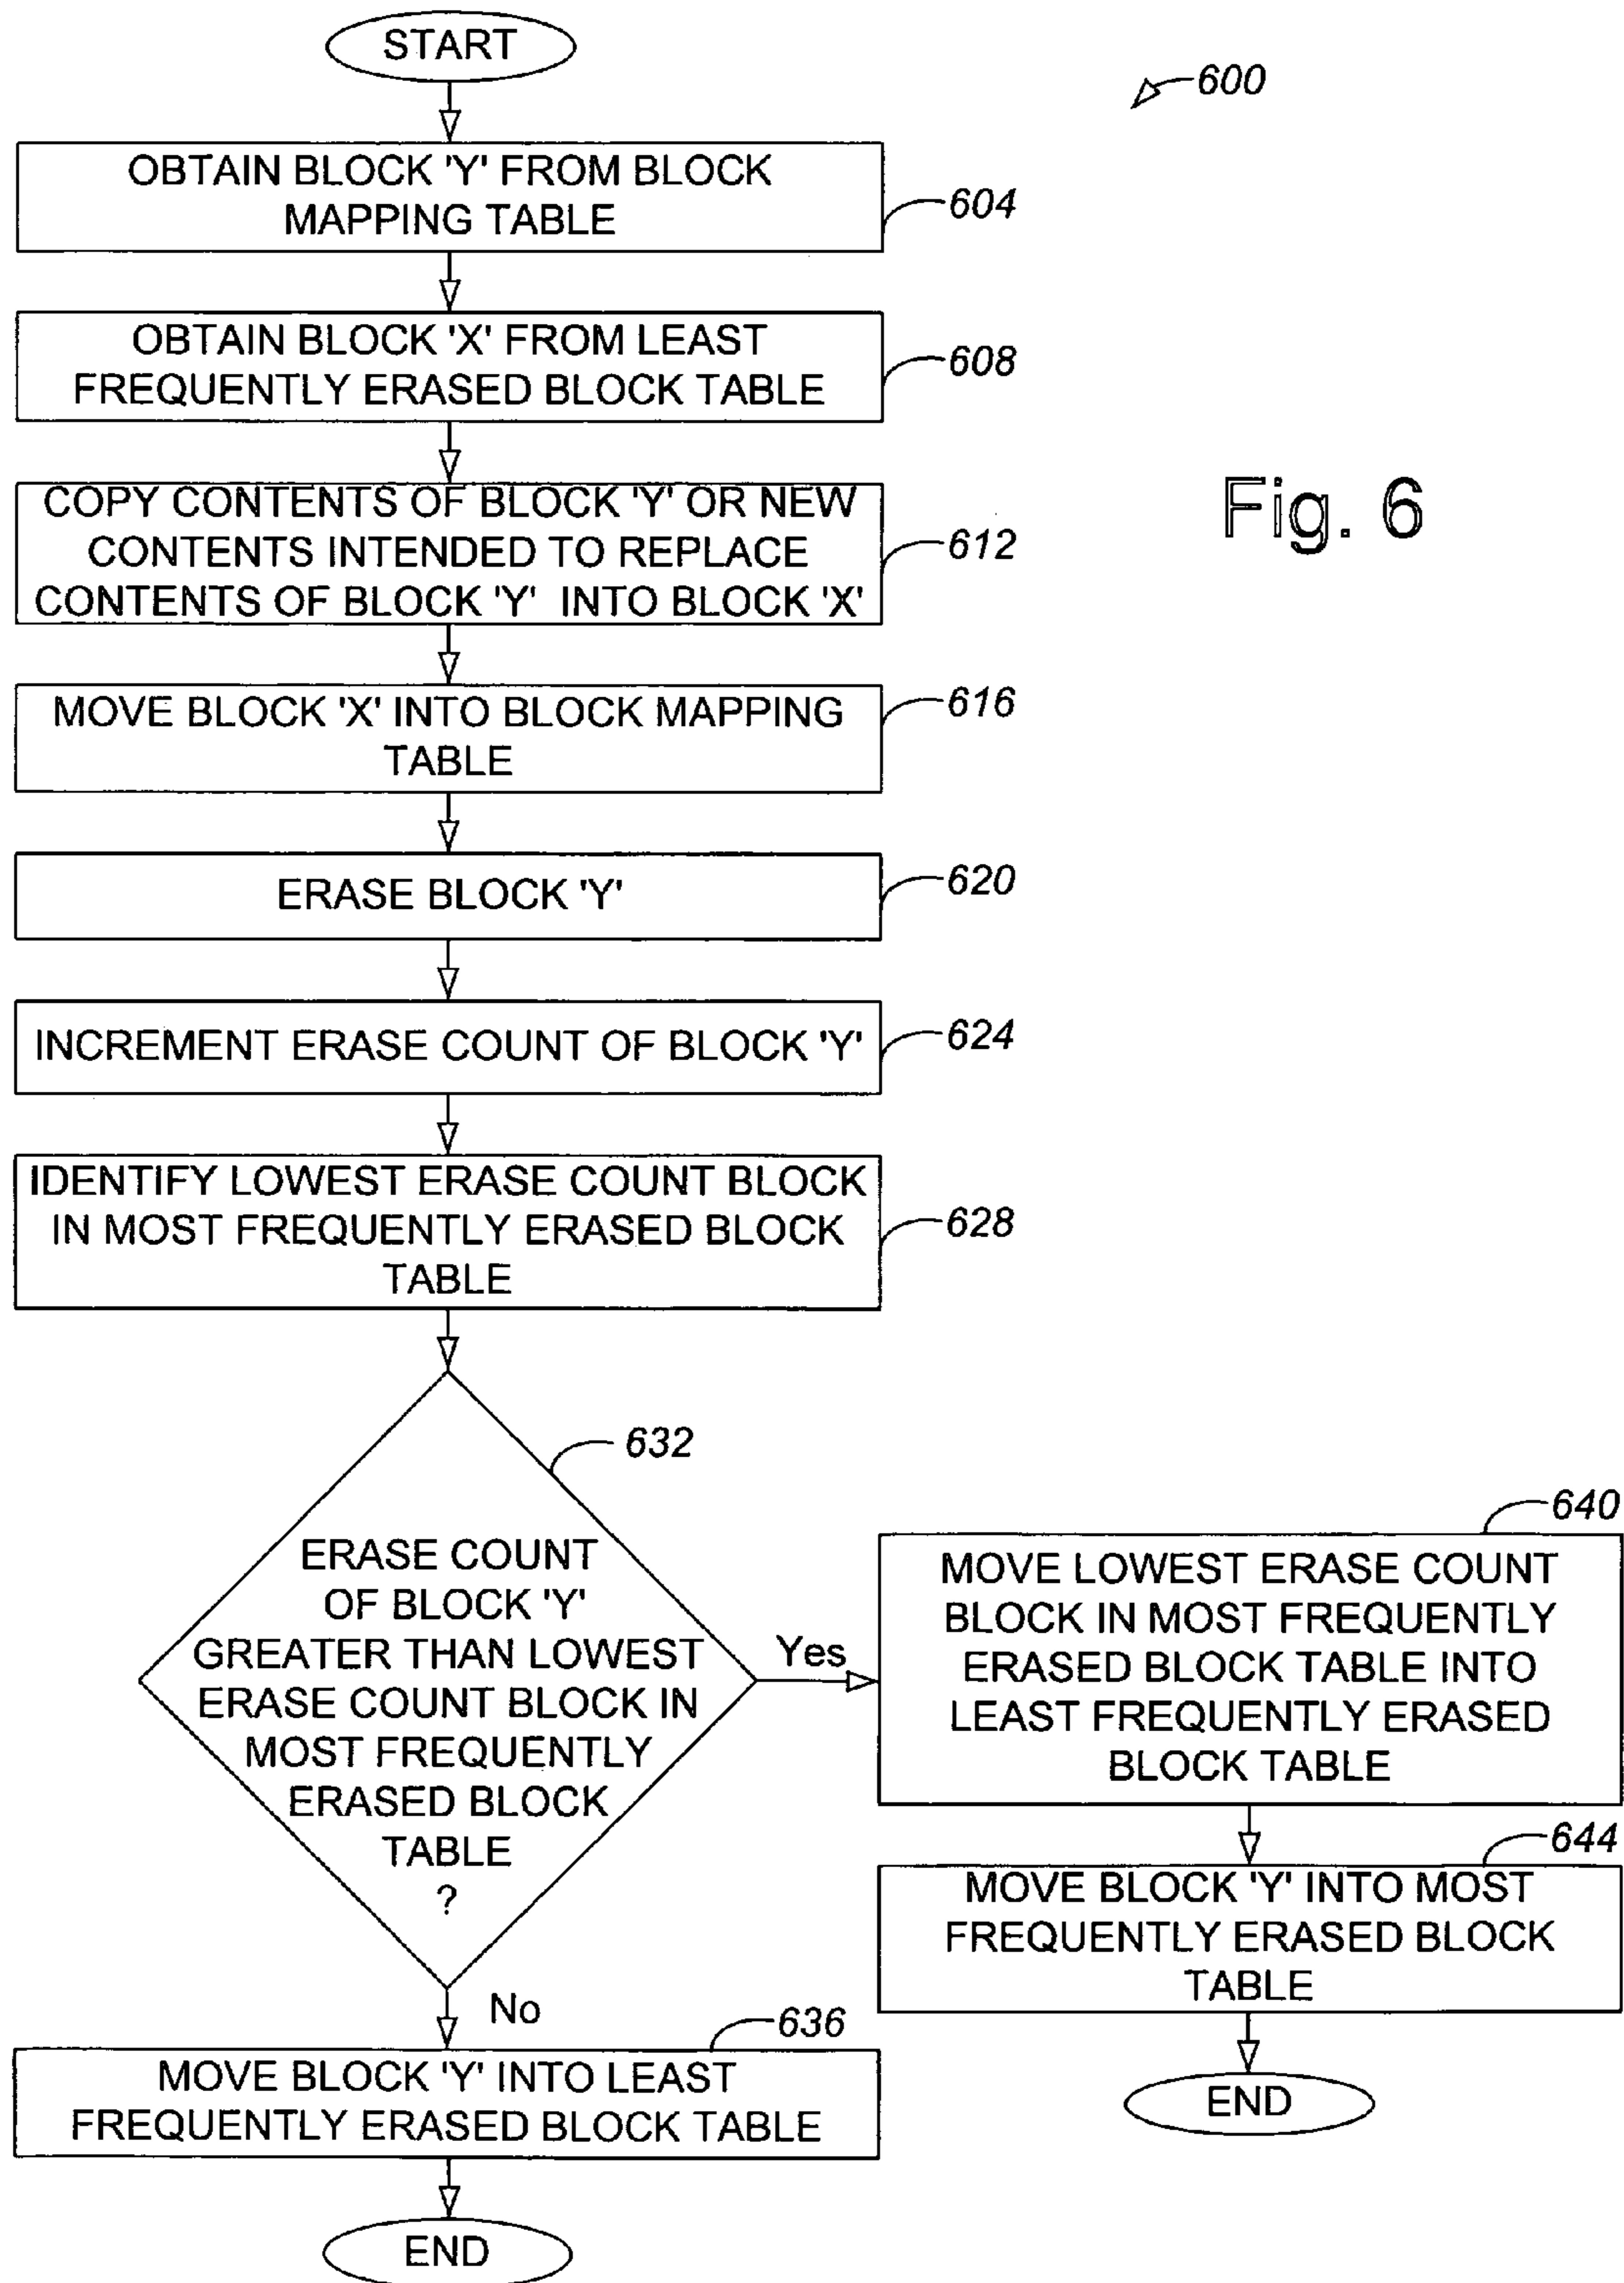 START
600
OBTAIN BLOCK 'Y' FROM BLOCK
MAPPING TABLE
604
OBTAIN BLOCK 'X' FROM LEAST
FREQUENTLY ERASED BLOCK TABLE
608
COPY CONTENTS OF BLOCK 'Y' OR NEW
CONTENTS INTENDED TO REPLACE
CONTENTS OF BLOCK 'Y' INTO BLOCK 'X'
612
Fig. 6
MOVE BLOCK 'X' INTO BLOCK MAPPING
TABLE
616
ERASE BLOCK 'Y'
620
INCREMENT ERASE COUNT OF BLOCK 'Y'
624
IDENTIFY LOWEST ERASE COUNT BLOCK
IN MOST FREQUENTLY ERASED BLOCK
TABLE
628
632
ERASE COUNT
OF BLOCK 'Y'
GREATER THAN LOWEST
ERASE COUNT BLOCK IN
MOST FREQUENTLY
ERASED BLOCK
TABLE
?
Yes
640
MOVE LOWEST ERASE COUNT
BLOCK IN MOST FREQUENTLY
ERASED BLOCK TABLE INTO
LEAST FREQUENTLY ERASED
BLOCK TABLE
644
MOVE BLOCK 'Y' INTO MOST
FREQUENTLY ERASED BLOCK
TABLE
END
No
636
MOVE BLOCK 'Y' INTO LEAST
FREQUENTLY ERASED BLOCK TABLE
END